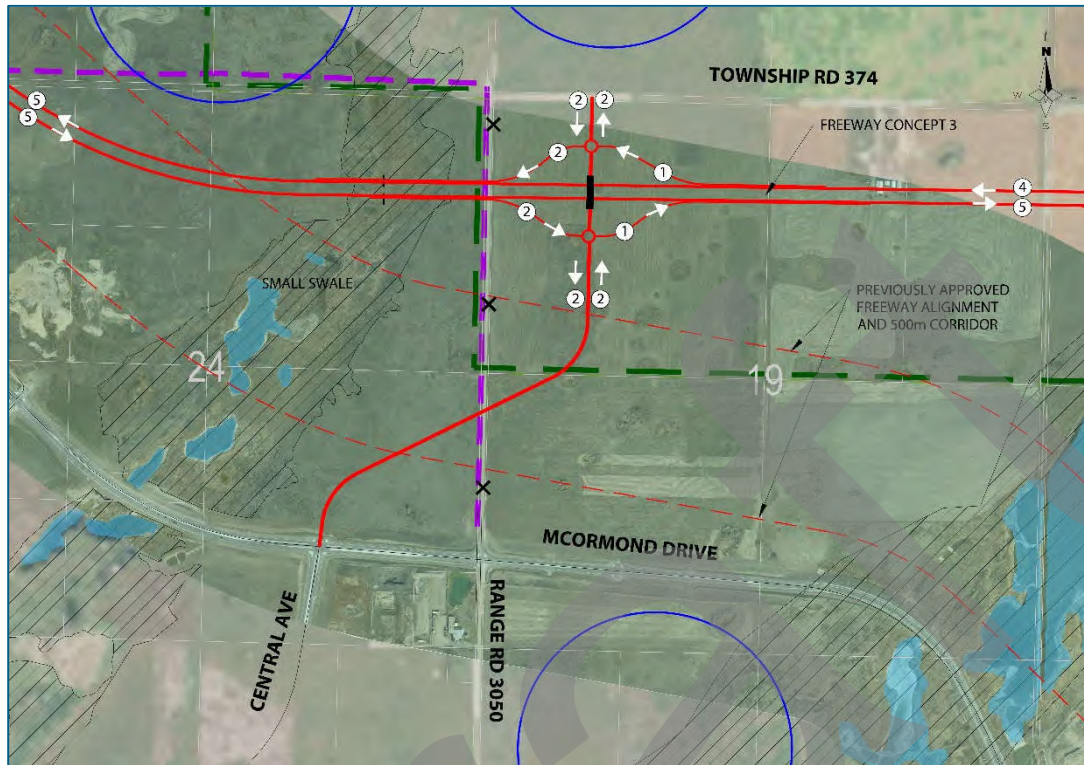 TOWNSHIP RD 374
N
W
S
FREEWAY CONCEPT 3
2
2
5
5
2
1
4
5
2
1
2
2
SMALL SWALE
PREVIOUSLY APPROVED
FREEWAY ALIGNMENT
AND 500m CORRIDOR
24
19
MCORMOND DRIVE
CENTRAL AVE
RANGE RD 3050